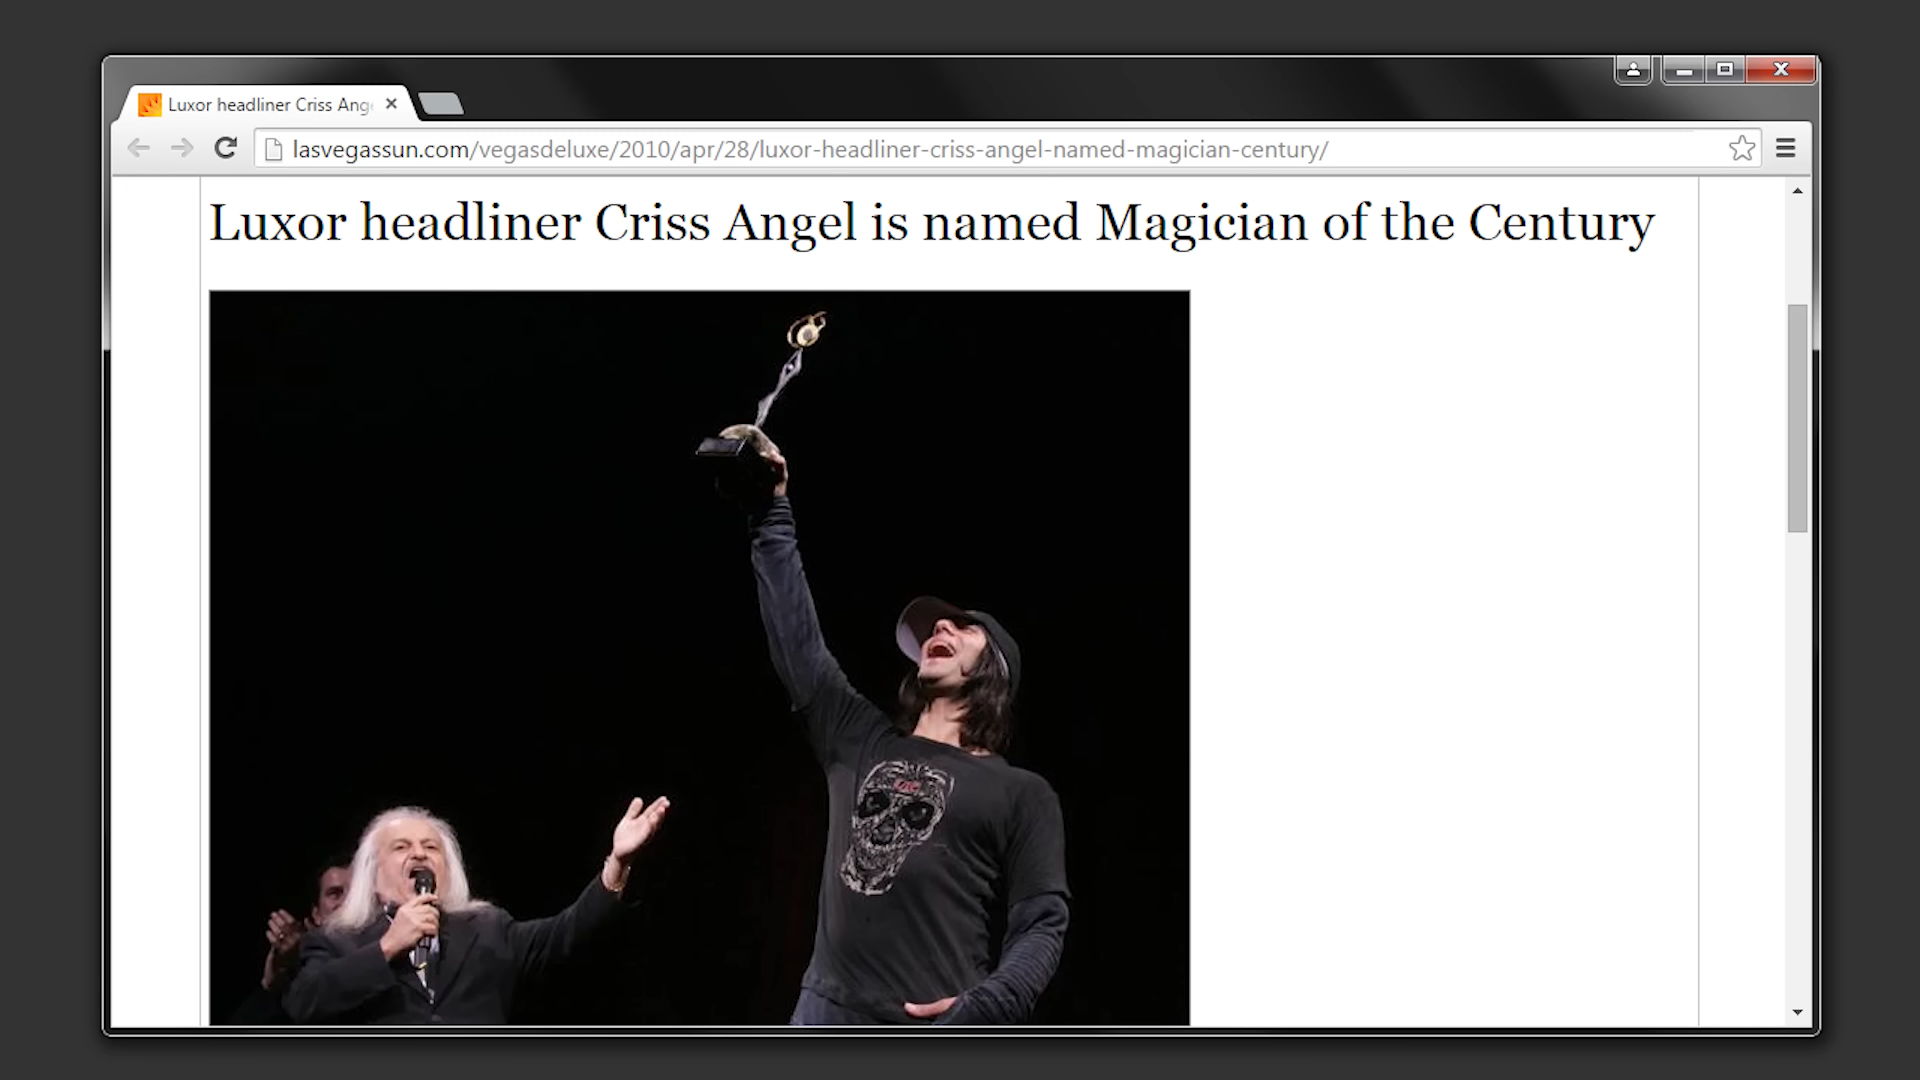 Luxor headliner Criss Ang
lasvegassun.com/vegasdeluxe/2010/apr/28/luxor-headliner-criss-angel-named-magician-century/
Luxor headliner Criss Angel is named Magician of the Century